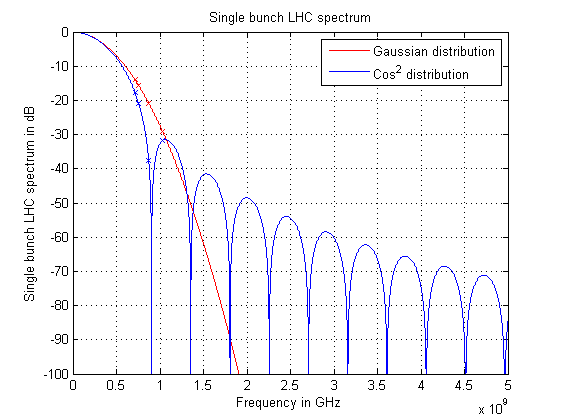 Single bunch LHC spectrum
Gaussian distribution
Cos² distribution
Single bunch LHC spectrum in dB
0
-10
-20
-30
-40
-50
-60
-70
-80
-90
-100
0 0.5 1 1.5 2 2.5 3 3.5 4 4.5 5
x 10⁹
Frequency in GHz